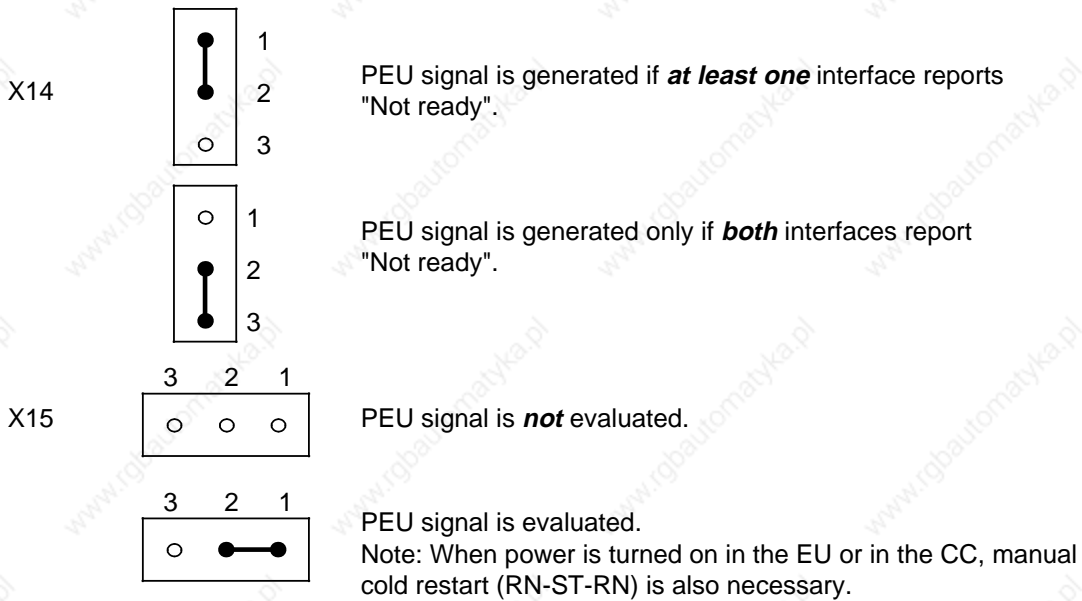 1
X14
2
PEU signal is generated if at least one interface reports
"Not ready".
3
1
PEU signal is generated only if both interfaces report
"Not ready".
2
3
3 2 1
X15
PEU signal is not evaluated.
3 2 1
PEU signal is evaluated.
Note: When power is turned on in the EU or in the CC, manual
cold restart (RN-ST-RN) is also necessary.
www.rgbautomatyka.pl